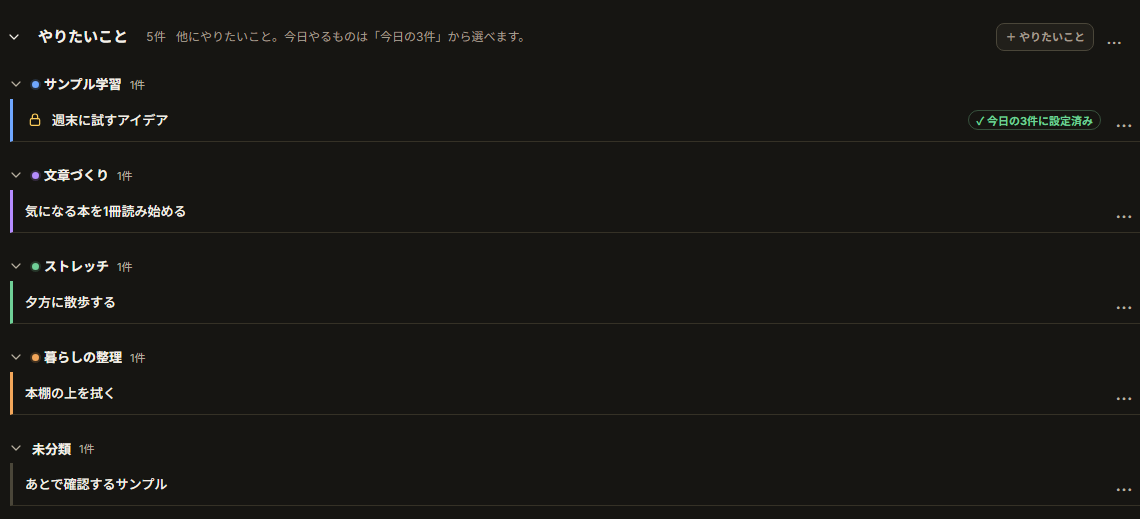 やりたいこと 5件 他にやりたいこと。今日やるものは「今日の3件」から選べます。 + やりたいこと ...
サンプル学習 1件
週末に試すアイデア ✓今日の3件に設定済み ...
文章づくり 1件
気になる本を1冊読み始める ...
ストレッチ 1件
夕方に散歩する ...
暮らしの整理 1件
本棚の上を拭く ...
未分類 1件
あとで確認するサンプル ...